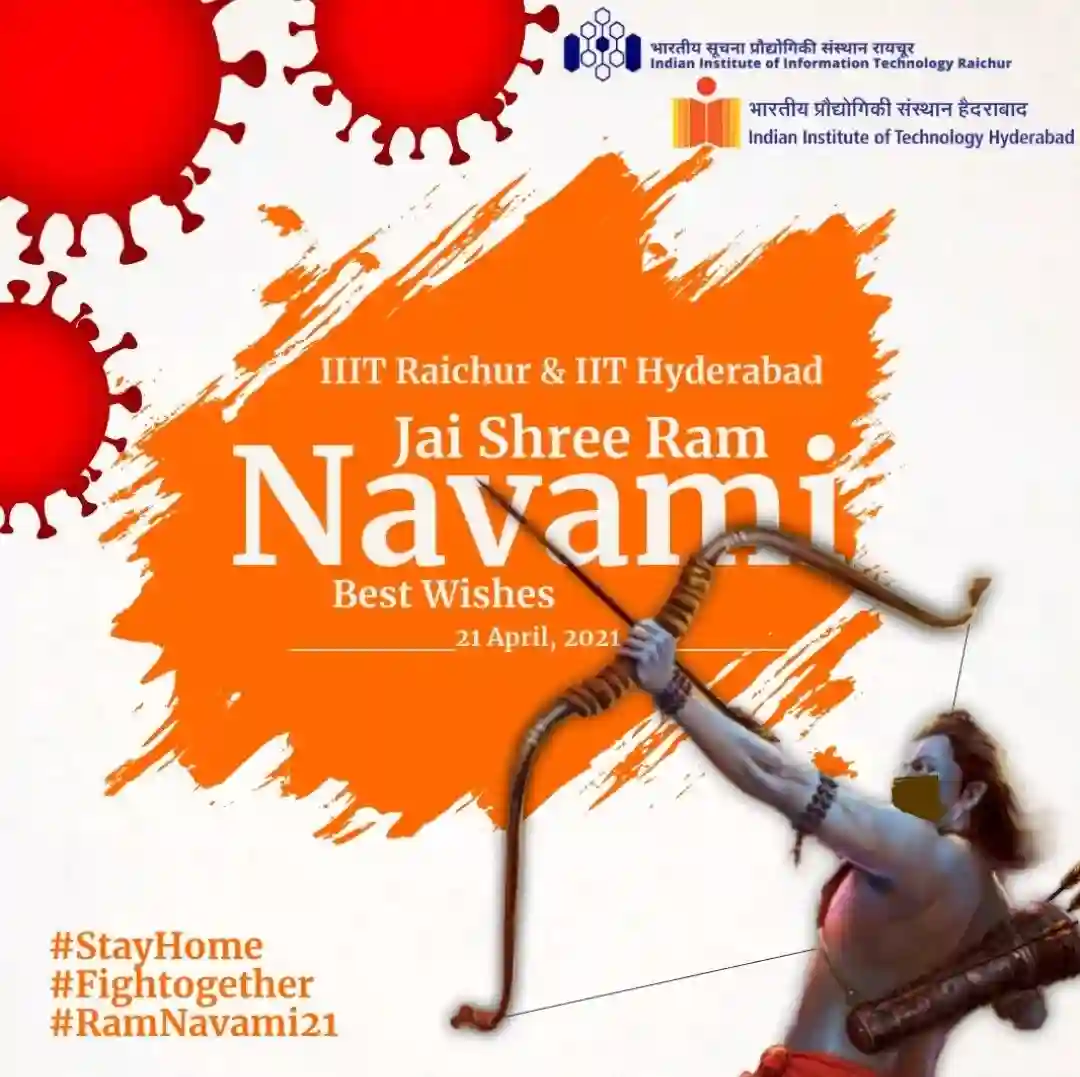 भारतीय सूचना प्रौद्योगिकी संस्थान रायचूर
Indian Institute of Information Technology Raichur
भारतीय प्रौद्योगिकी संस्थान हैदराबाद
Indian Institute of Technology Hyderabad
IIIT Raichur & IIT Hyderabad
Jai Shree Ram
Navami
Best Wishes
21 April, 2021
#StayHome
#Fightogether
#RamNavami21